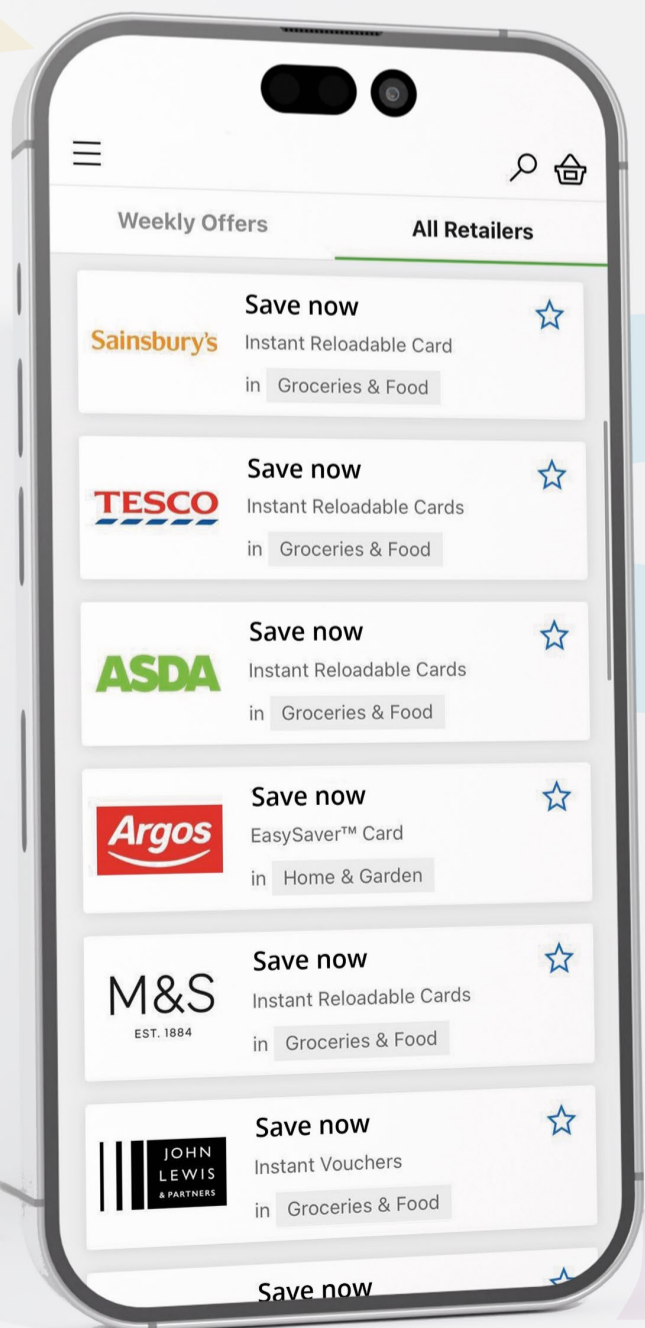 Weekly Offers
All Retailers
Sainsbury's
Save now
Instant Reloadable Card
in Groceries & Food
TESCO
Save now
Instant Reloadable Cards
in Groceries & Food
ASDA
Save now
Instant Reloadable Cards
in Groceries & Food
Argos
Save now
EasySaver™ Card
in Home & Garden
M&S
EST. 1884
Save now
Instant Reloadable Cards
in Groceries & Food
JOHN
LEWIS
& PARTNERS
Save now
Instant Vouchers
in Groceries & Food
Save now